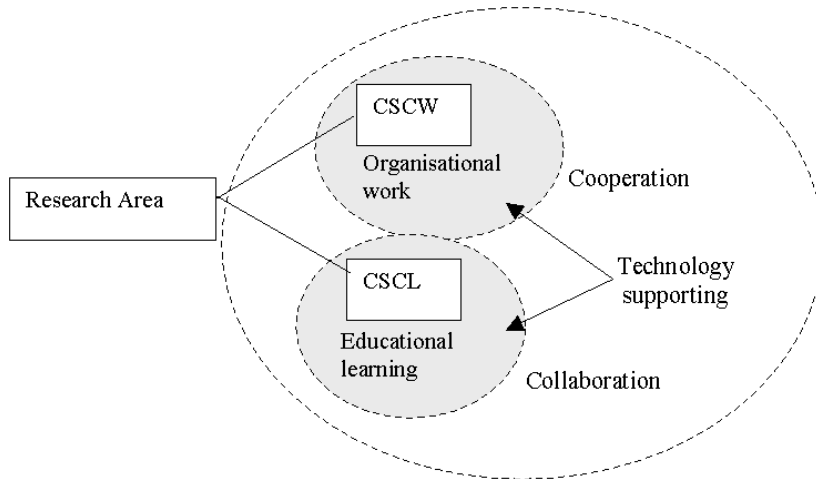 CSCW
Organisational
work
Cooperation
Research Area
Technology
supporting
CSCL
Educational
learning
Collaboration